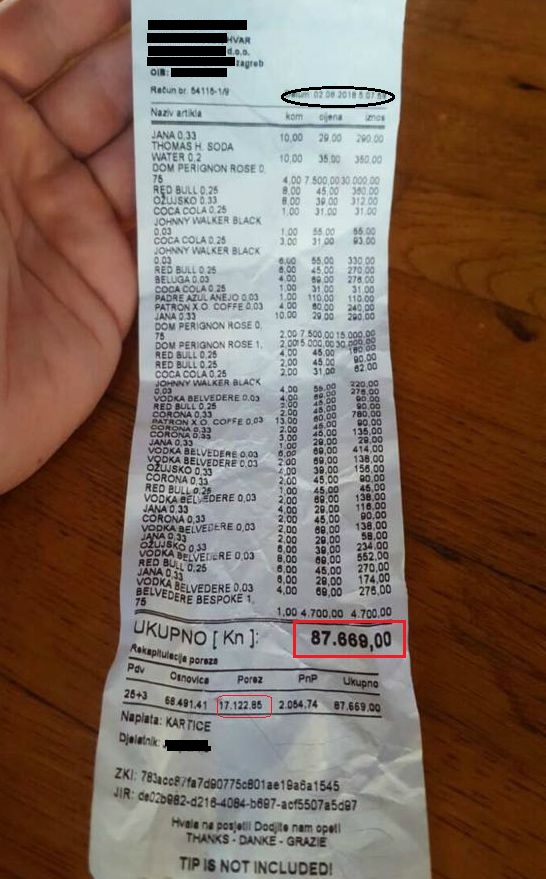 HVAR
d.o.o.
zagreb
OIB:
Račun br. 54115-1/9 Datum 02.08.2018 5:07:
Naziv artikla kom cijena iznos
JANA 0,33 10,00 29,00 290,00
THOMAS H. SODA
WATER 0,2 10,00 35,00 350,00
DOM PERIGNON ROSE 0,
75 4,00 7.500,00 30.000,00
RED BULL 0,25 8,00 45,00 360,00
OŽUJSKO 0,33 8,00 39,00 312,00
COCA COLA 0,25 1,00 31,00 31,00
JOHNNY WALKER BLACK
0,03 1,00 55,00 55,00
COCA COLA 0,25 3,00 31,00 93,00
JOHNNY WALKER BLACK
0,03 6,00 55,00 330,00
RED BULL 0,25 6,00 45,00 270,00
BELUGA 0,03 4,00 69,00 276,00
COCA COLA 0,25 1,00 31,00 31,00
PADRE AZUL ANEJO 0,03 1,00 110,00 110,00
PATRON X.O. COFFE 0,03 4,00 60,00 240,00
JANA 0,33 10,00 29,00 290,00
DOM PERIGNON ROSE 0,
75 2,00 7.500,00 15.000,00
DOM PERIGNON ROSE 1, 2,00 15.000,00 30.000,00
RED BULL 0,25 4,00 45,00 180,00
RED BULL 0,25 2,00 45,00 90,00
COCA COLA 0,25 2,00 31,00 62,00
JOHNNY WALKER BLACK
0,03 4,00 55,00 220,00
VODKA BELVEDERE 0,03 4,00 69,00 276,00
RED BULL 0,25 2,00 45,00 90,00
CORONA 0,33
PATRON X.O. COFFE 0,03 13,00 60,00 780,00
CORONA 0,33 2,00 45,00 90,00
CORONA 0,33 3,00 45,00 135,00
JANA 0,33 1,00 29,00 29,00
VODKA BELVEDERE 0,03 6,00 69,00 414,00
VODKA BELVEDERE 0,03 2,00 69,00 138,00
OŽUJSKO 0,33 4,00 39,00 156,00
CORONA 0,33 2,00 45,00 90,00
RED BULL 0,25 1,00 45,00 45,00
VODKA BELVEDERE 0,03 2,00 69,00 138,00
JANA 0,33 4,00 29,00 116,00
CORONA 0,33 2,00 45,00 90,00
VODKA BELVEDERE 0,03 2,00 69,00 138,00
JANA 0,33 2,00 29,00 58,00
OŽUJSKO 0,33 6,00 39,00 234,00
VODKA BELVEDERE 0,03 8,00 69,00 552,00
RED BULL 0,25 6,00 45,00 270,00
JANA 0,33 6,00 29,00 174,00
VODKA BELVEDERE 0,03 4,00 69,00 276,00
BELVEDERE BESPOKE 1,
75 1,00 4.700,00 4.700,00
UKUPNO [ Kn ]: 87.669,00
Rekapitulacija poreza
Pdv Osnovica Porez PnP Ukupno
25+3 68.491.41 17.122.85 2.054.74 87.669.00
Naplata: KARTICE
Djelatnik:
ZKI: 783acc87fa7d90775c801ae19a6a1545
JIR: de02b982-d216-4084-b697-acf5507a5d97
Hvala na posjeti! Dodjite nam opet!
THANKS - DANKE - GRAZIE
TIP IS NOT INCLUDED!